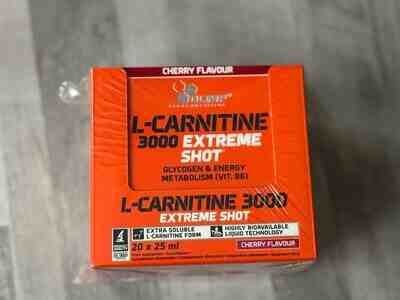 CHERRY FLAVOUR
OLIMP
L-CARNITINE
3000 EXTREME
SHOT
GLYCOGEN & ENERGY
METABOLISM (VIT. B6)
L-CARNITINE 3000
EXTREME SHOT
EXTRA SOLUBLE
L-CARNITINE FORM
HIGHLY BIOAVAILABLE
LIQUID TECHNOLOGY
20 x 25 ml
CHERRY FLAVOUR